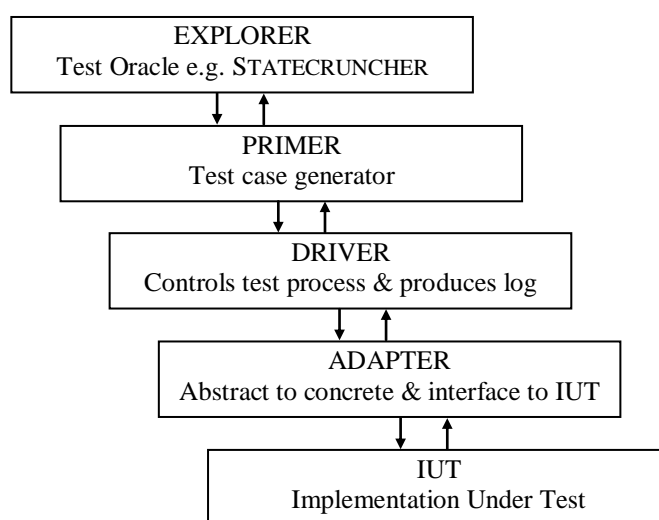 EXPLORER
Test Oracle e.g. STATECRUNCHER
PRIMER
Test case generator
DRIVER
Controls test process & produces log
ADAPTER
Abstract to concrete & interface to IUT
IUT
Implementation Under Test